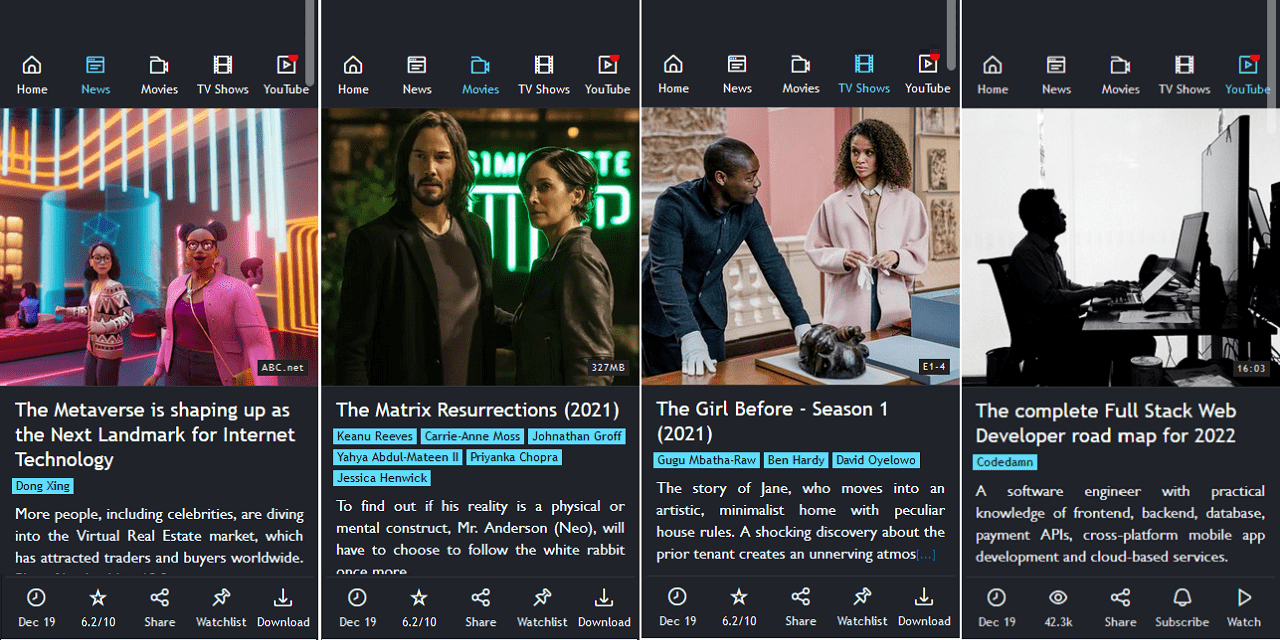 Home News Movies TV Shows YouTube
ABC.net
The Metaverse is shaping up as
the Next Landmark for Internet
Technology
Dong Xing
More people, including celebrities, are diving
into the Virtual Real Estate market, which
has attracted traders and buyers worldwide.
Dec 19 6.2/10 Share Watchlist Download
Home News Movies TV Shows YouTube
327MB
The Matrix Resurrections (2021)
Keanu Reeves Carrie-Anne Moss Johnathan Groff
Yahya Abdul-Mateen II Priyanka Chopra
Jessica Henwick
To find out if his reality is a physical or
mental construct, Mr. Anderson (Neo), will
have to choose to follow the white rabbit
once more
Dec 19 6.2/10 Share Watchlist Download
Home News Movies TV Shows YouTube
E1-4
The Girl Before - Season 1
(2021)
Gugu Mbatha-Raw Ben Hardy David Oyelowo
The story of Jane, who moves into an
artistic, minimalist home with peculiar
house rules. A shocking discovery about the
prior tenant creates an unnerving atmos[...]
Dec 19 6.2/10 Share Watchlist Download
Home News Movies TV Shows YouTube
16:03
The complete Full Stack Web
Developer road map for 2022
Codedamn
A software engineer with practical
knowledge of frontend, backend, database,
payment APIs, cross-platform mobile app
development and cloud-based services.
Dec 19 42.3k Share Subscribe Watch